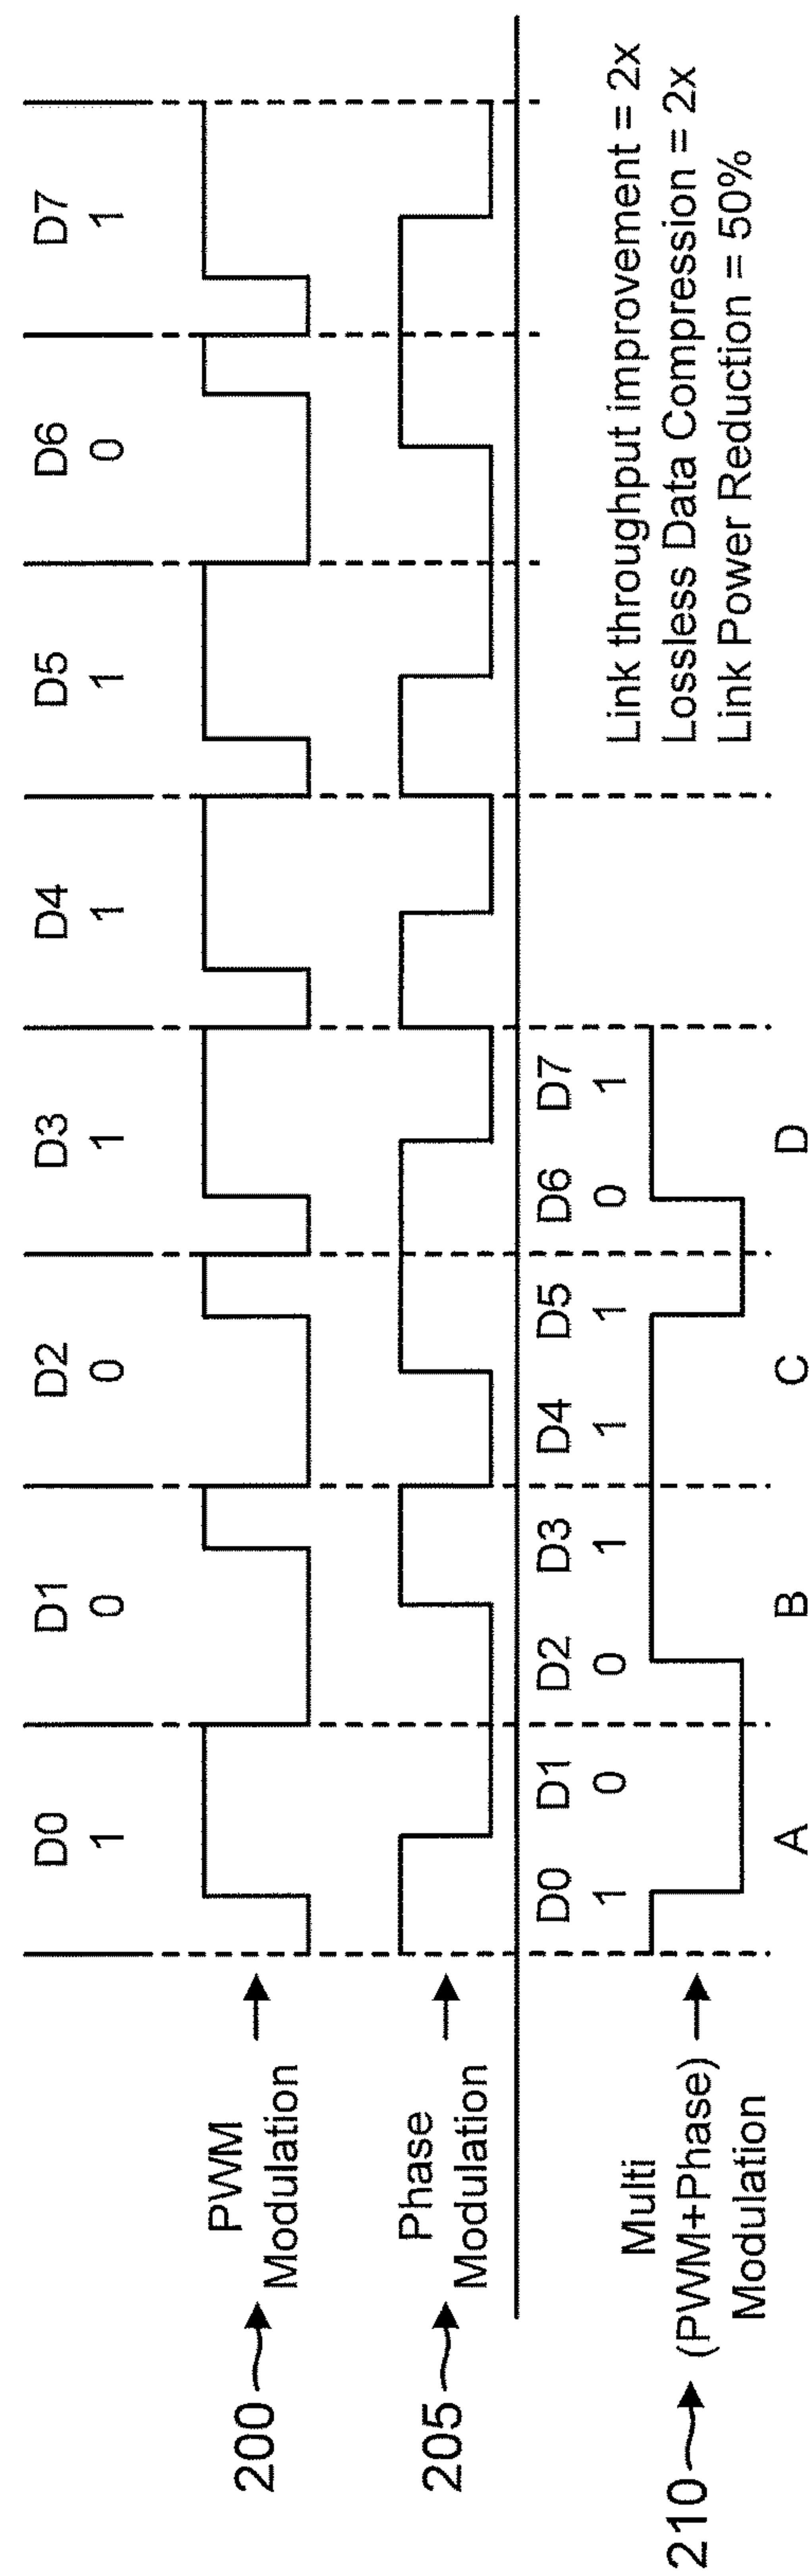 D0 D1 D2 D3 D4 D5 D6 D7
1 0 0 1 1 1 0 1
200
PWM
Modulation
205
Phase
Modulation
210
Multi
(PWM+Phase)
Modulation
D0 D1 D2 D3 D4 D5 D6 D7
1 0 0 1 1 1 0 1
A B C D
Link throughput improvement = 2x
Lossless Data Compression = 2x
Link Power Reduction = 50%